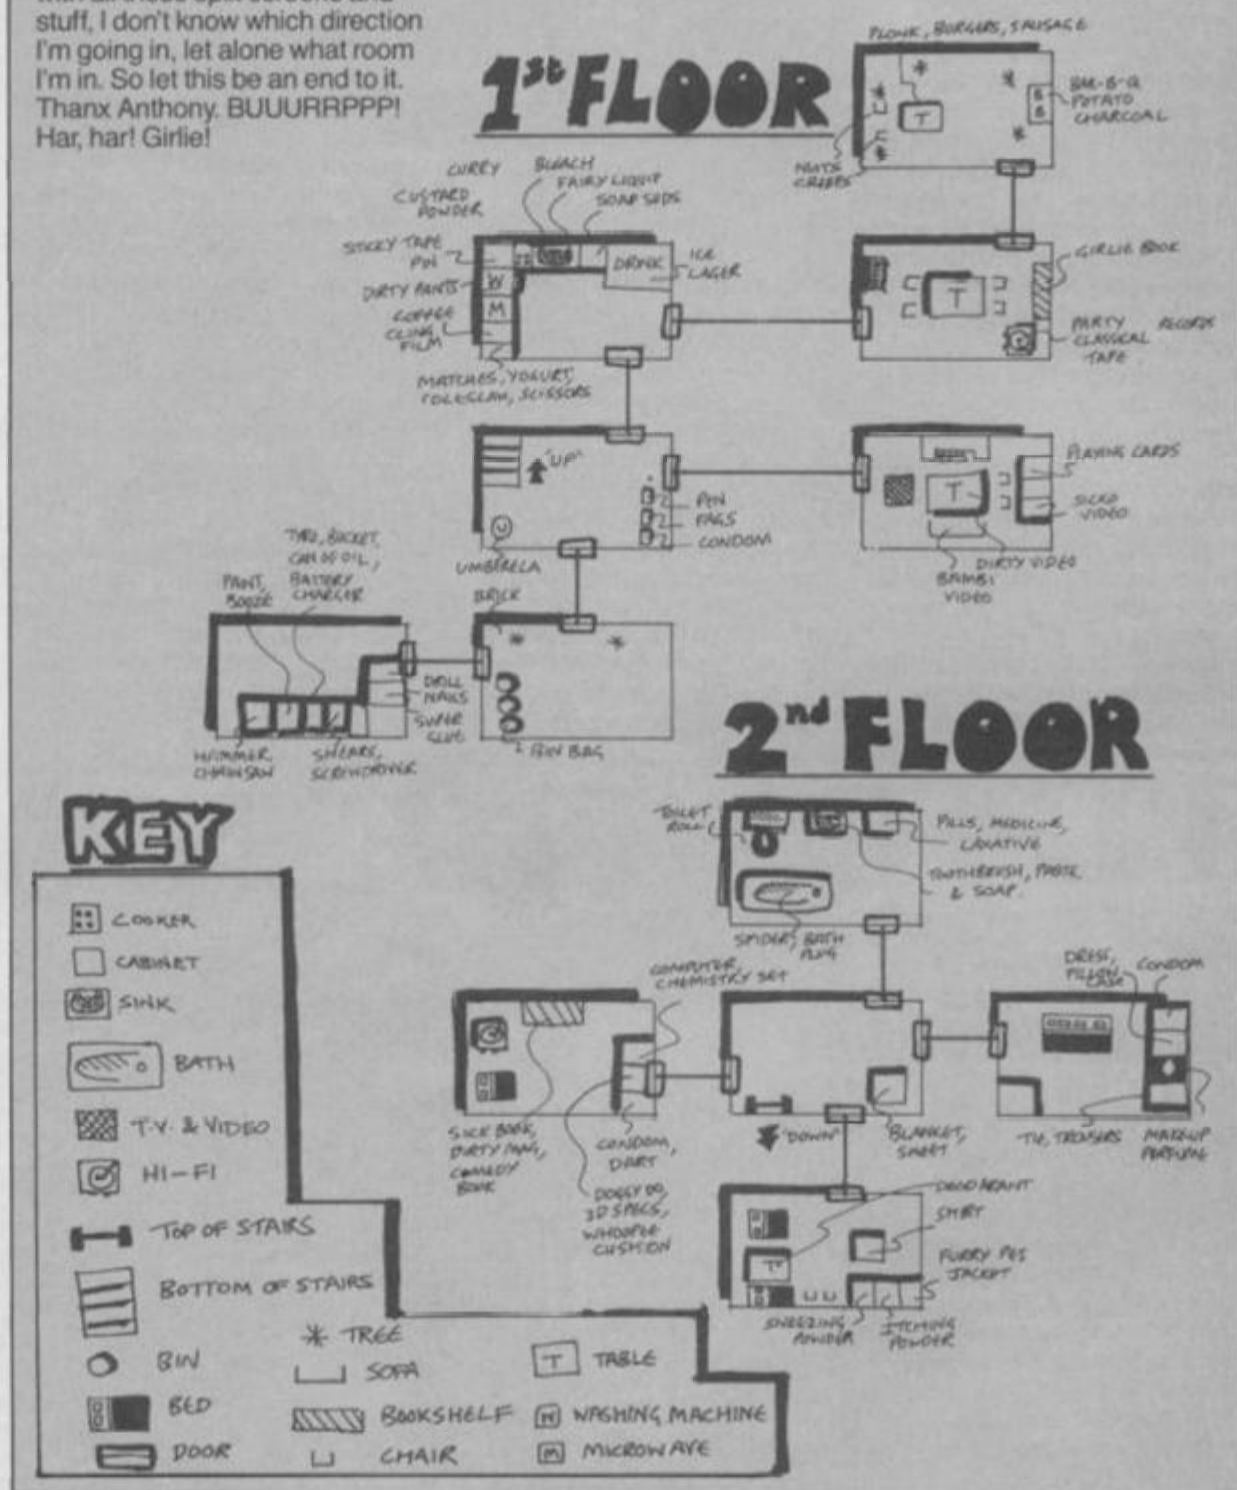 stuff, I don't know which direction
I'm going in, let alone what room
I'm in. So let this be an end to it.
Thanx Anthony. BUUURRPPP!
Har, har! Girlie!
1st FLOOR
PLONK, BURGERS, SAUSAGE
BAR-B-Q
POTATO
CHARCOAL
T
NUTS
CURRY
BLEACH
FAIRY LIQUID
SOAP SUDS
CUSTARD
POWDER
STICKY TAPE
PIN
DRINK
ICE
LAGER
DIRTY PANTS
W
M
COFFEE
CLING
FILM
MATCHES, YOGURT,
COLESLAW, SCISSORS
GIRLIE BOOK
T
PARTY RECORDS
CLASSICAL
TAPE
"UP"
PEN
FAGS
CONDOM
UMBERELA
PLAYING CARDS
T
SICKO
VIDEO
DIRTY VIDEO
BAMBI
VIDEO
TYRE, BUCKET,
CAN OF OIL,
BATTERY
CHARGER
PAINT,
BOOZE
BRICK
DRILL
NAILS
SUPER
GLUE
HAMMER,
CHAINSAW
SHEARS,
SCREWDRIVER
BIN BAG
2nd FLOOR
TOILET
ROLL
PILLS, MEDICINE,
LAXATIVE
TOOTHBRUSH, PASTE
& SOAP
SPIDER, BATH
PLUG
COMPUTER,
CHEMISTRY SET
DRESS,
PILLOW
CASE
CONDOM
SICK BOOK,
DIRTY MAG,
COMEDY
BOOK
CONDOM,
DART
DOGGY DO,
3D SPECS,
WHOOPEE
CUSHION
"DOWN"
BLANKET,
SHEET
TIE, TROUSERS
MAKEUP
PERFUME
DEODARANT
SHIRT
T
JACKET
SNEEZING
POWDER
ITCHING
POWDER
KEY
COOKER
CABINET
SINK
BATH
T.V. & VIDEO
HI-FI
TOP OF STAIRS
BOTTOM OF STAIRS
BIN
BED
DOOR
TREE
SOFA
BOOKSHELF
CHAIR
T TABLE
WASHING MACHINE
M MICROWAVE